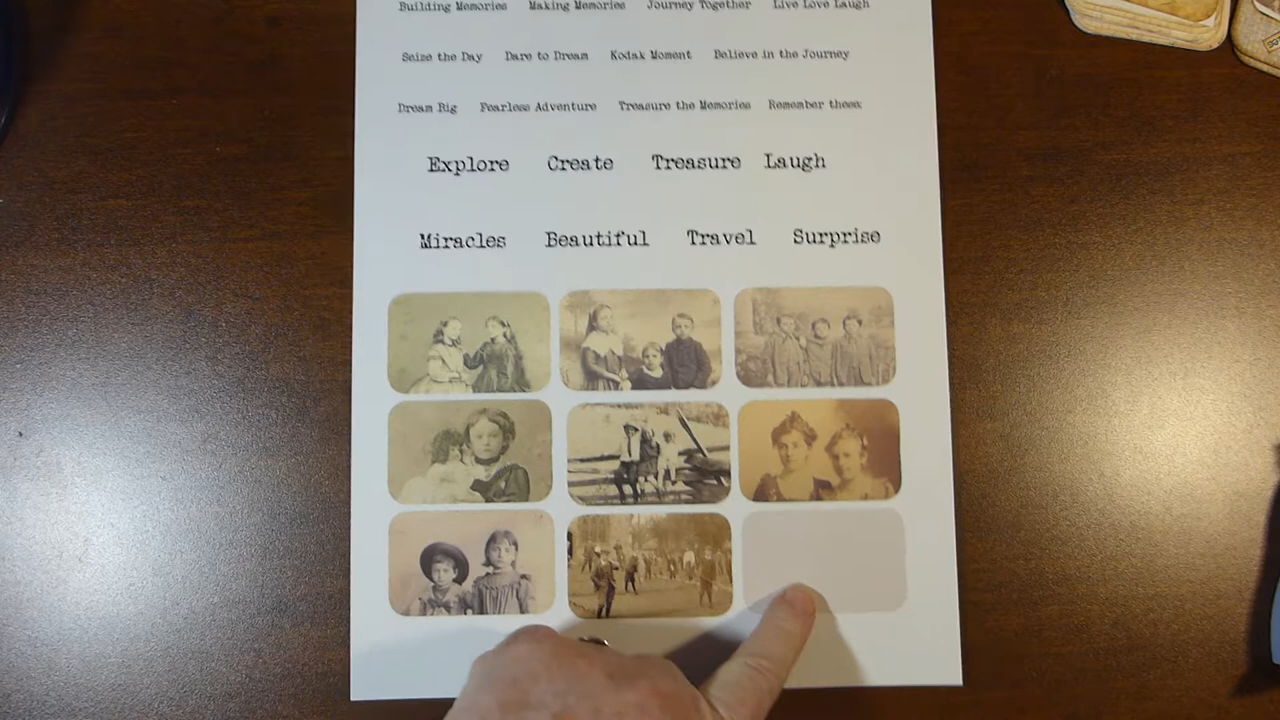 Building Memories Making Memories Journey Together Live Love Laugh
Seize the Day Dare to Dream Kodak Moment Believe in the Journey
Dream Big Fearless Adventure Treasure the Memories Remember these
Explore Create Treasure Laugh
Miracles Beautiful Travel Surprise